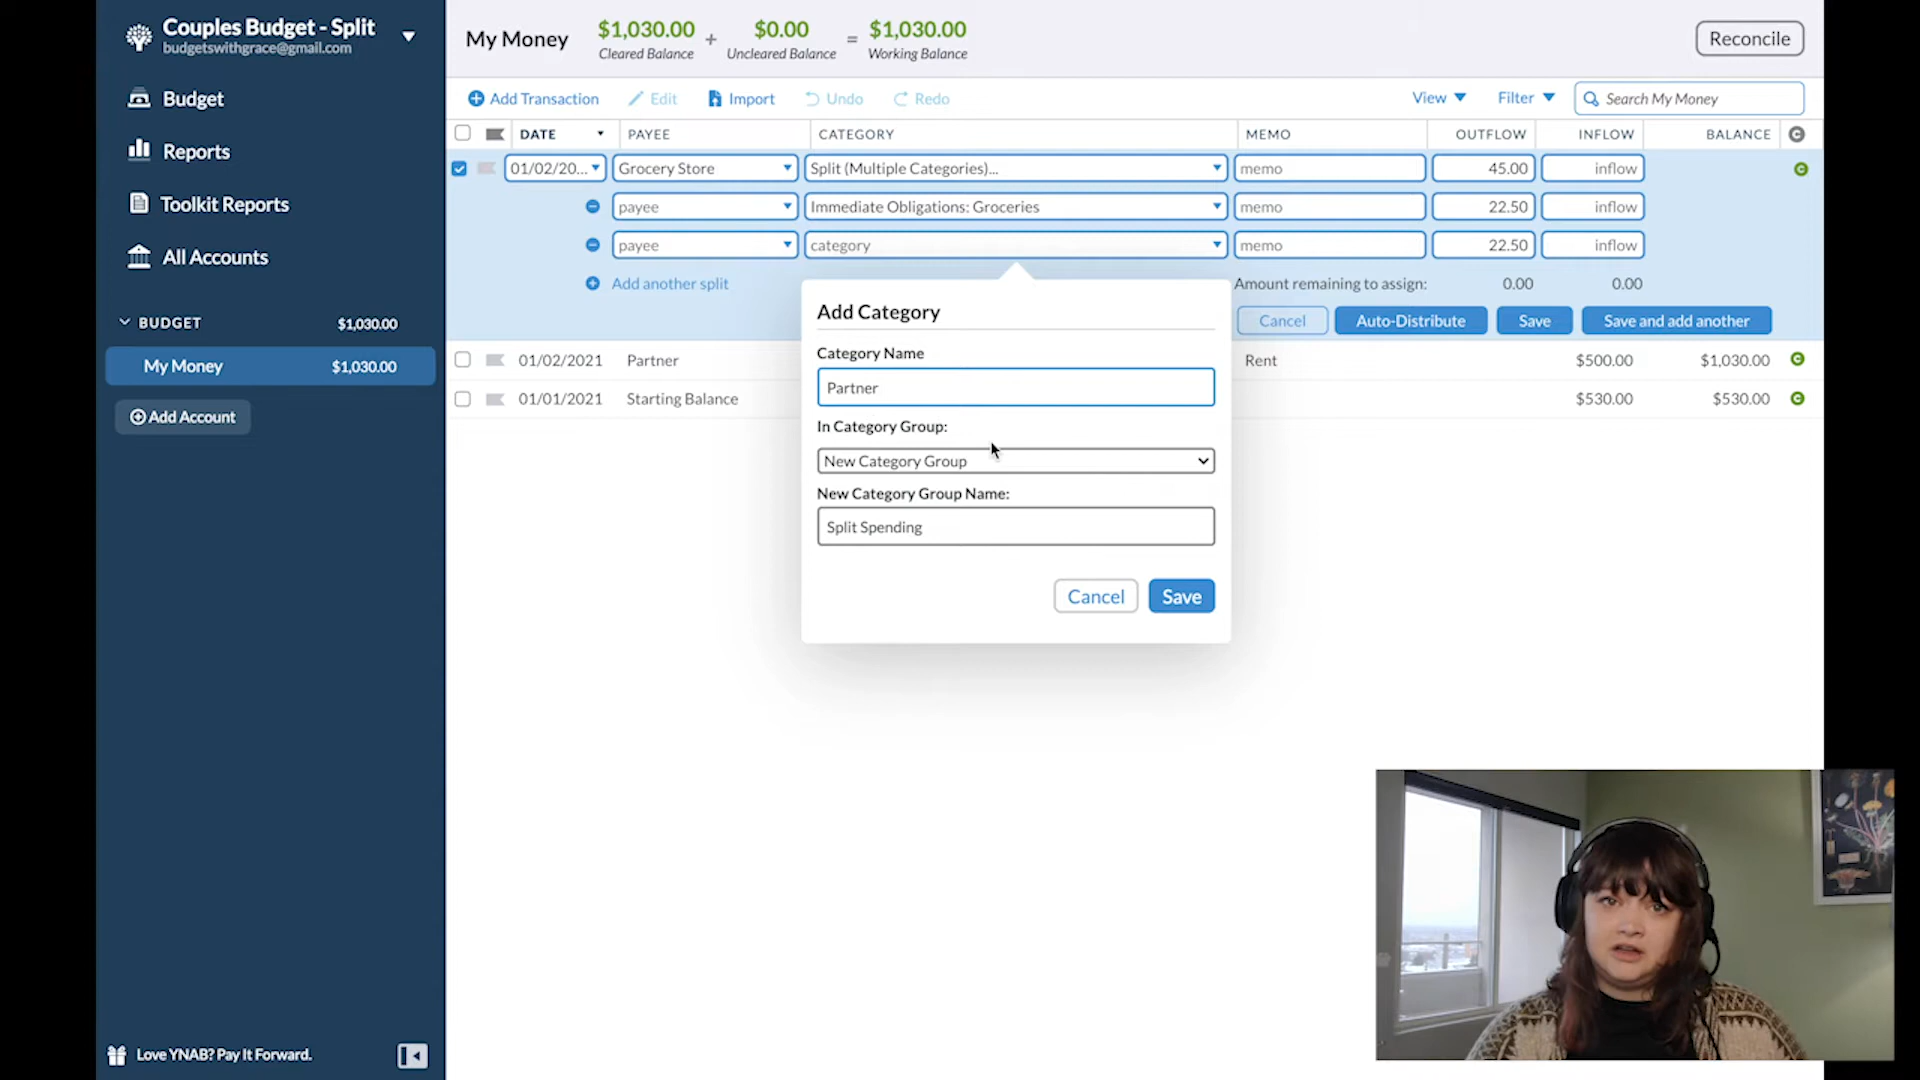 Couples Budget - Split
budgetswithgrace@gmail.com
Budget
Reports
Toolkit Reports
All Accounts
BUDGET $1,030.00
My Money $1,030.00
Add Account
Love YNAB? Pay It Forward.
My Money
$1,030.00 + $0.00 = $1,030.00
Cleared Balance Uncleared Balance Working Balance
Reconcile
Add Transaction Edit Import Undo Redo View Filter Search My Money
DATE PAYEE CATEGORY MEMO OUTFLOW INFLOW BALANCE C
01/02/20... Grocery Store Split (Multiple Categories)... memo 45.00 inflow C
payee Immediate Obligations: Groceries memo 22.50 inflow
payee category memo 22.50 inflow
Add another split Amount remaining to assign: 0.00 0.00
Cancel Auto-Distribute Save Save and add another
01/02/2021 Partner Rent $500.00 $1,030.00 C
01/01/2021 Starting Balance $530.00 $530.00 C
Add Category
Category Name
Partner
In Category Group:
New Category Group
New Category Group Name:
Split Spending
Cancel Save